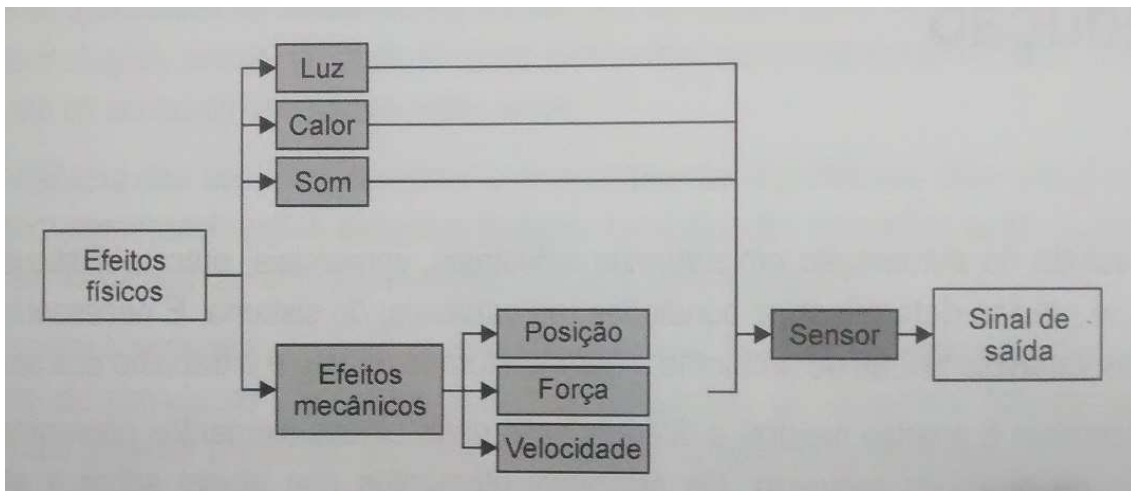 Luz
Calor
Som
Efeitos
físicos
Efeitos
mecânicos
Posição
Força
Velocidade
Sensor
Sinal de
saída